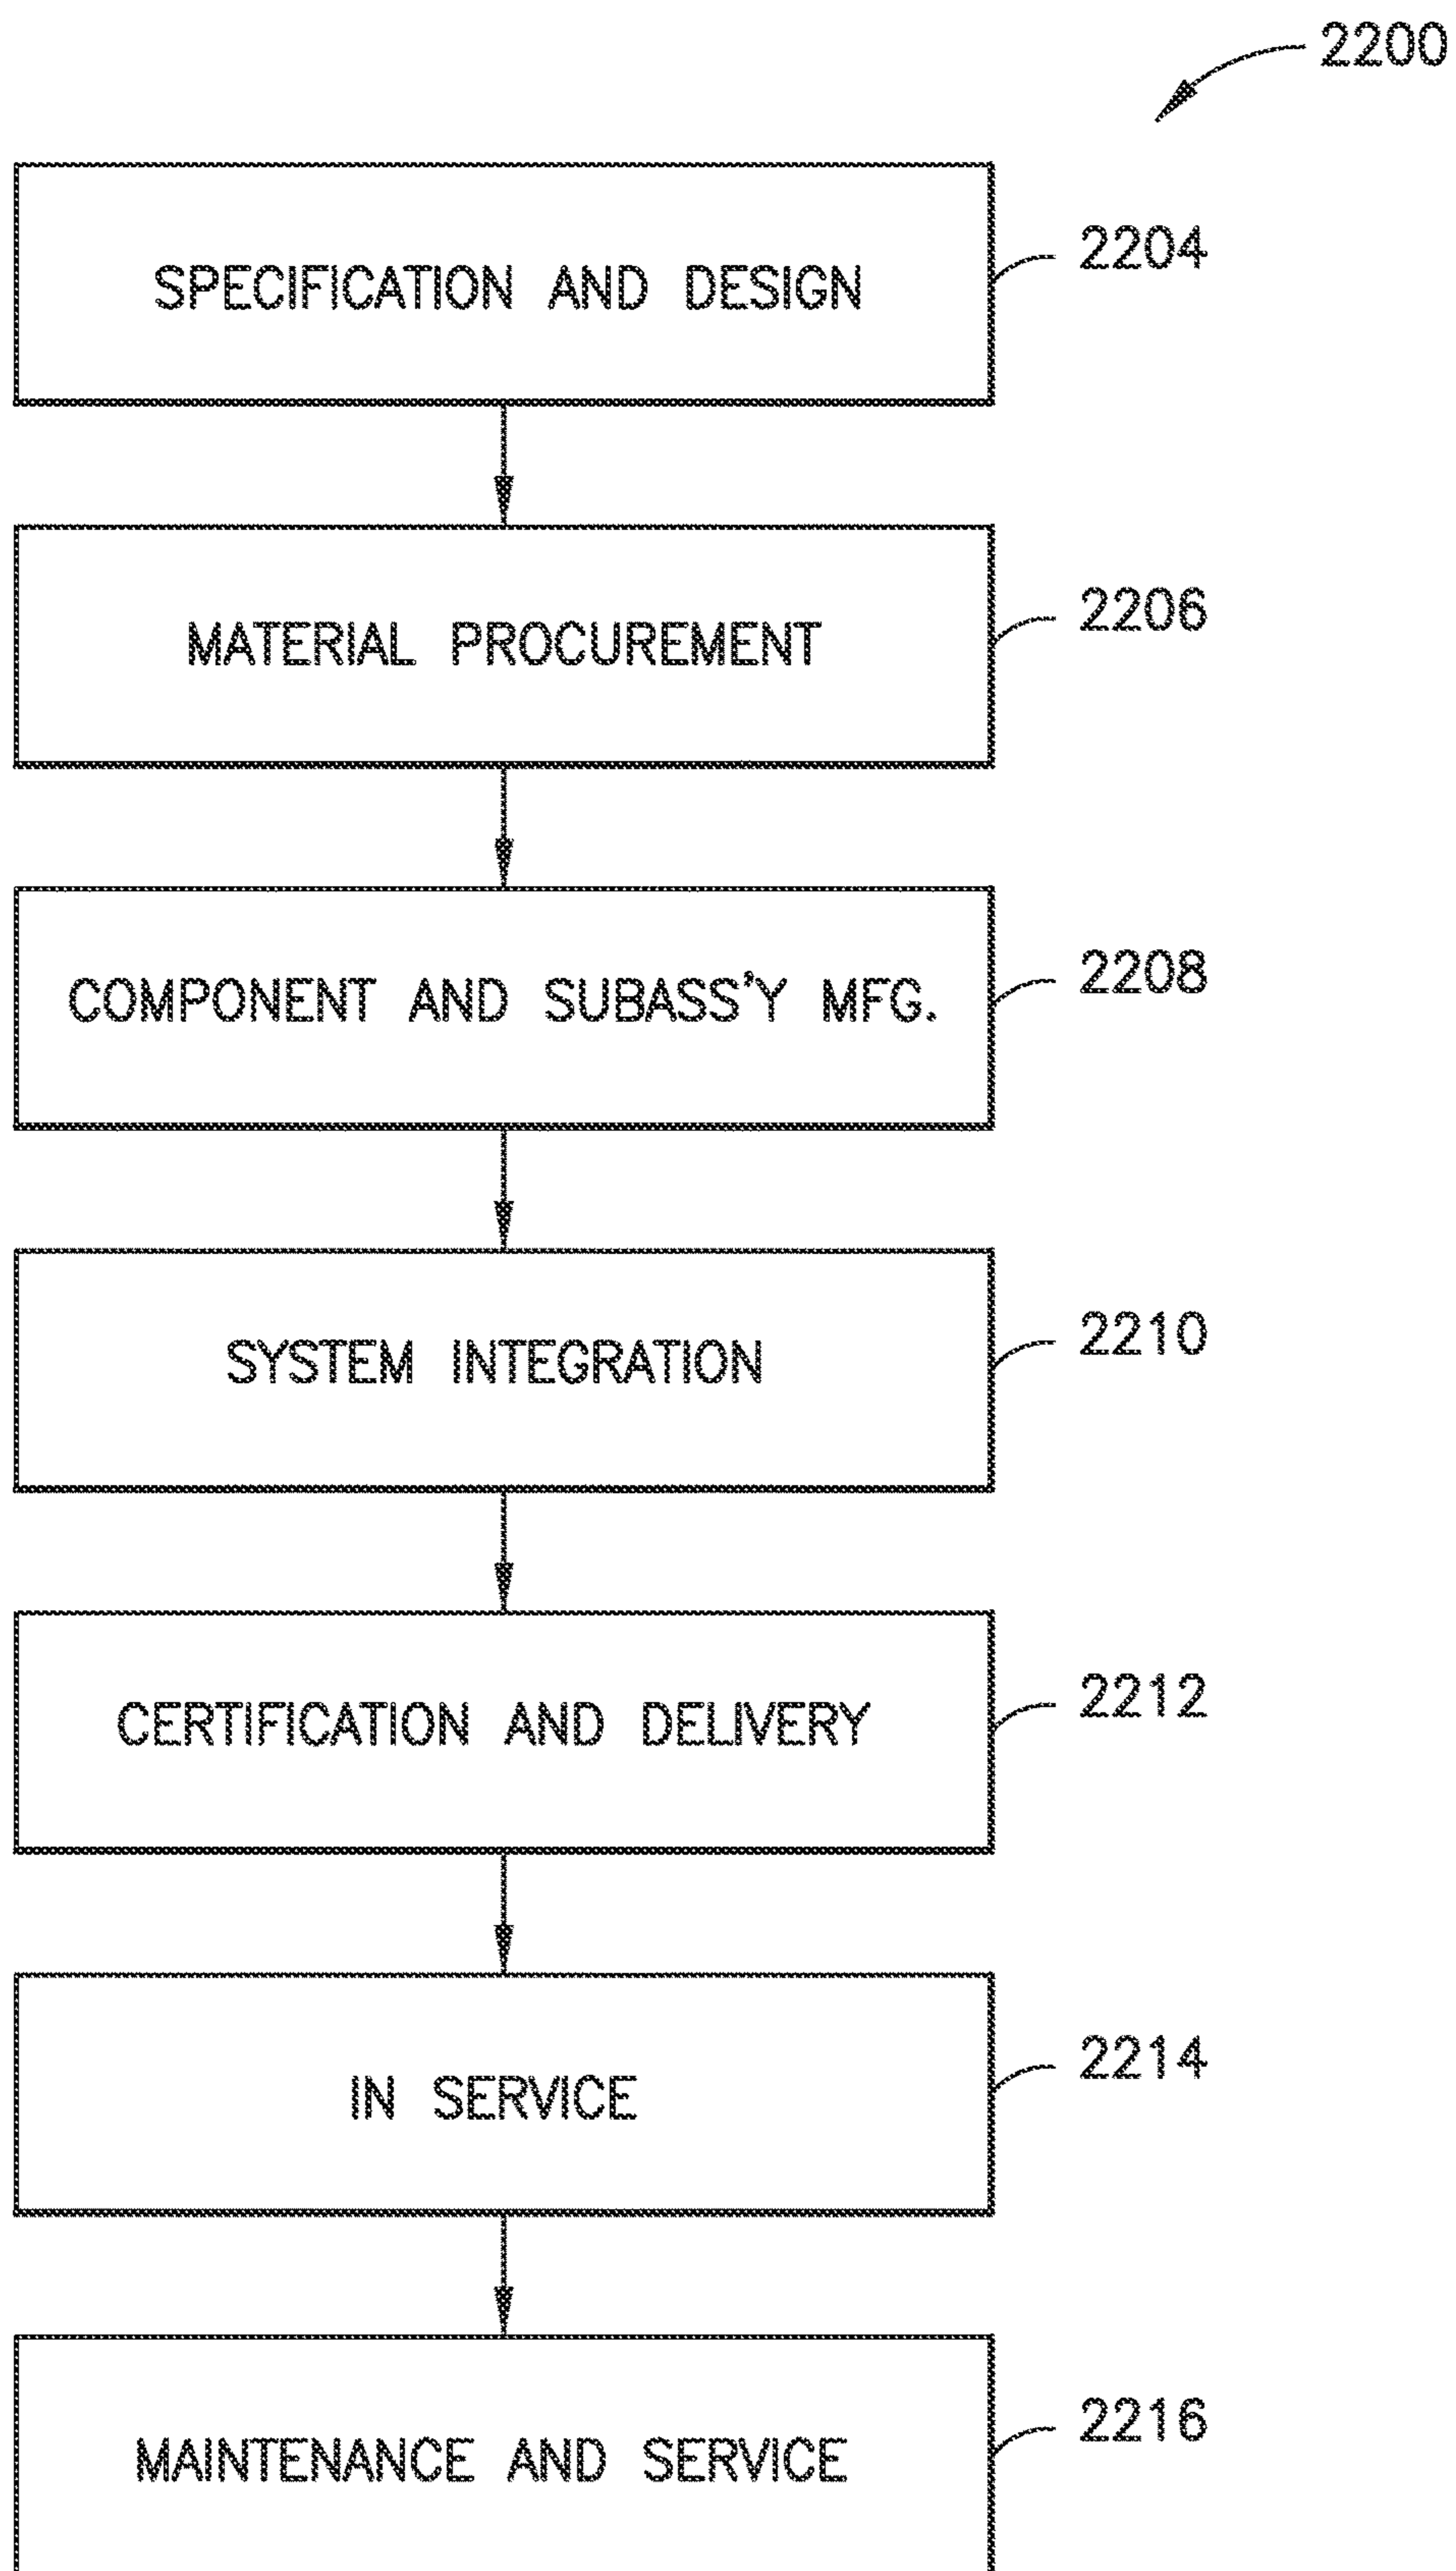 2200
SPECIFICATION AND DESIGN
2204
MATERIAL PROCUREMENT
2206
COMPONENT AND SUBASS'Y MFG.
2208
SYSTEM INTEGRATION
2210
CERTIFICATION AND DELIVERY
2212
IN SERVICE
2214
MAINTENANCE AND SERVICE
2216